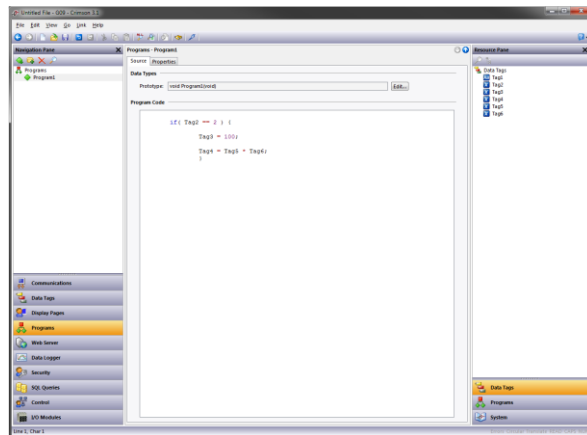 Untitled File - G09 - Crimson 3.1
File Edit View Go Link Help
Navigation Pane
Programs
Program1
Communications
Data Tags
Display Pages
Programs
Web Server
Data Logger
Security
SQL Queries
Control
I/O Modules
Programs - Program1
Source Properties
Data Types
Prototype: void Program1(void) Edit...
Program Code
if( Tag2 == 2 ) {
Tag3 = 100;
Tag4 = Tag5 * Tag6;
}
Resource Pane
Data Tags
Tag1
Tag2
Tag3
Tag4
Tag5
Tag6
Data Tags
Programs
System
Line 1, Char 1